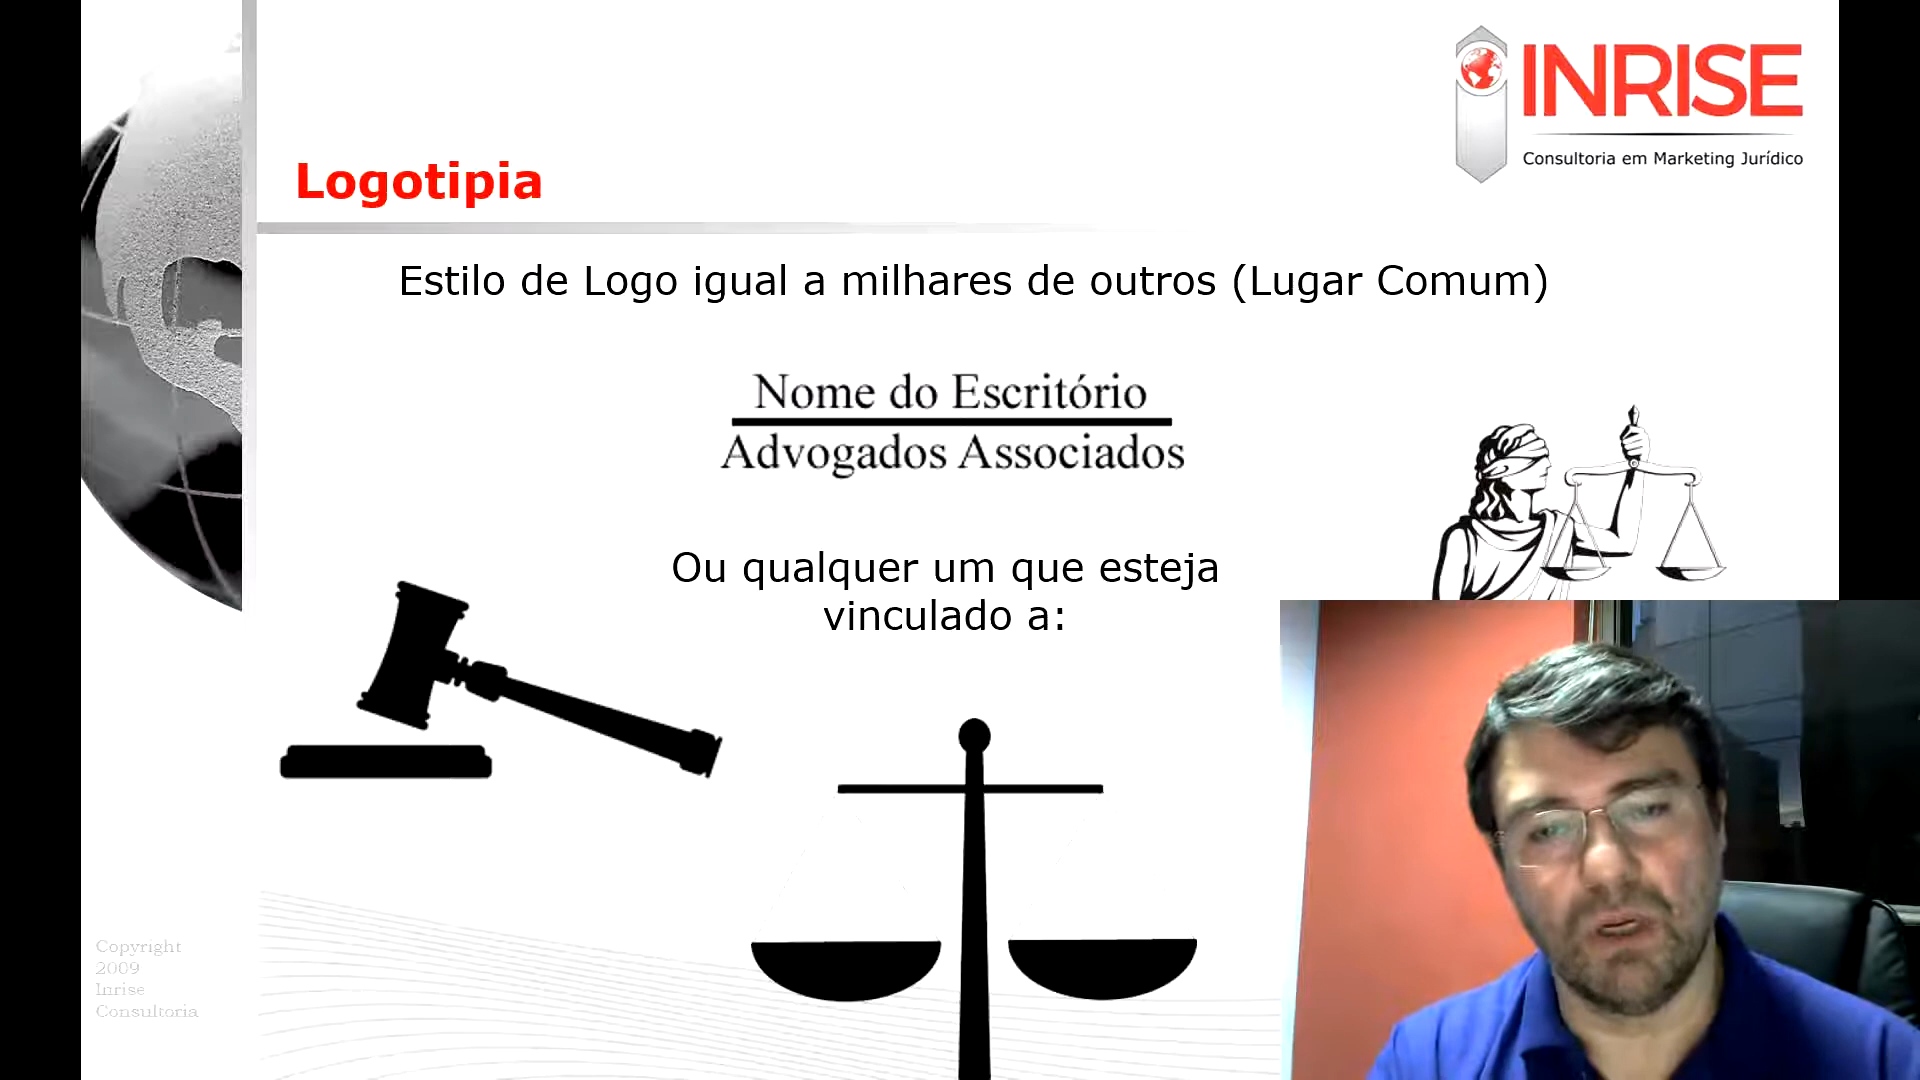 INRISE
Consultoria em Marketing Jurídico
Logotipia
Estilo de Logo igual a milhares de outros (Lugar Comum)
Nome do Escritório
Advogados Associados
Ou qualquer um que esteja
vinculado a:
Copyright
2009
Inrise
Consultoria